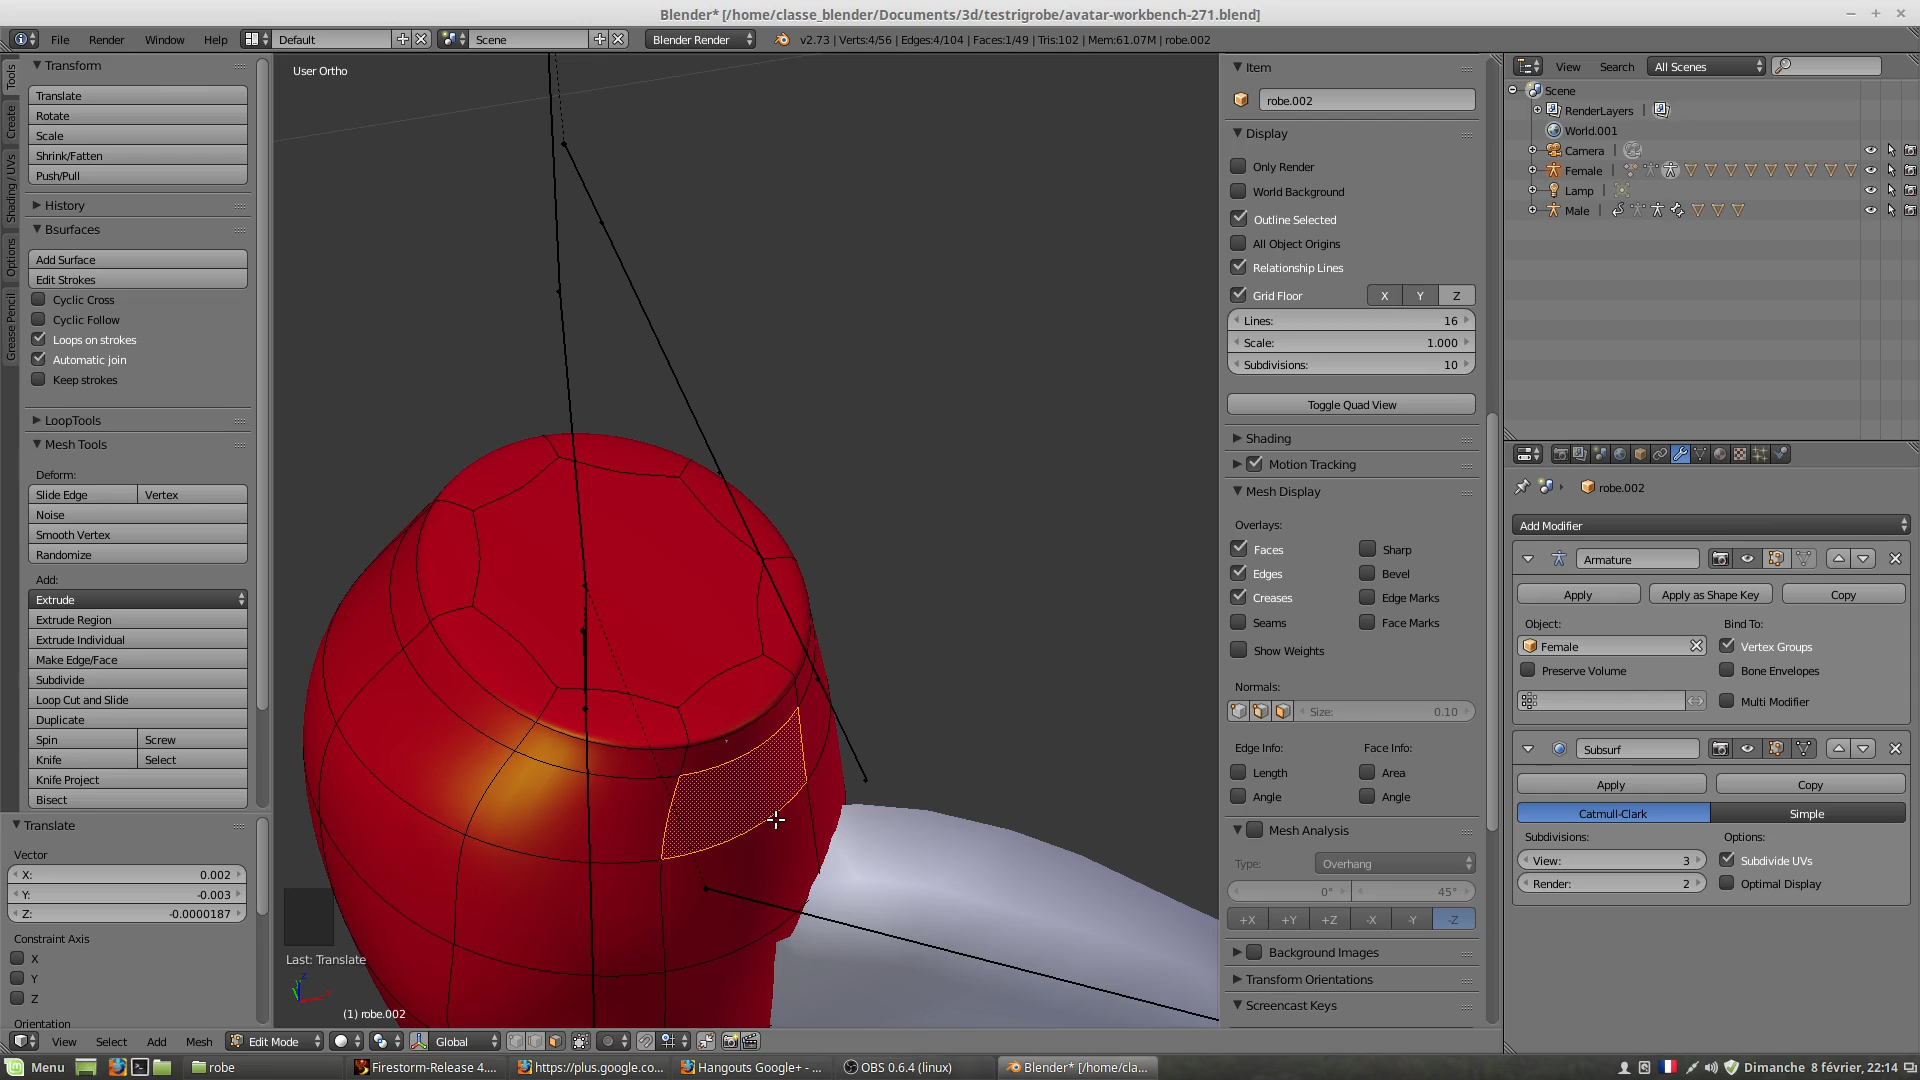 Blender* [/home/classe_blender/Documents/3d/testrigrobe/avatar-workbench-271.blend]
File Render Window Help Default Scene Blender Render v2.73 | Verts:4/56 | Edges:4/104 | Faces:1/49 | Tris:102 | Mem:61.07M | robe.002
Tools
Create
Shading / UVs
Options
Grease Pencil
Transform
Translate
Rotate
Scale
Shrink/Fatten
Push/Pull
History
Bsurfaces
Add Surface
Edit Strokes
Cyclic Cross
Cyclic Follow
Loops on strokes
Automatic join
Keep strokes
LoopTools
Mesh Tools
Deform:
Slide Edge Vertex
Noise
Smooth Vertex
Randomize
Add:
Extrude
Extrude Region
Extrude Individual
Make Edge/Face
Subdivide
Loop Cut and Slide
Duplicate
Spin Screw
Knife Select
Knife Project
Bisect
Translate
Vector
X: 0.002
Y: -0.003
Z: -0.0000187
Constraint Axis
X
Y
Z
Orientation
User Ortho
Last: Translate
(1) robe.002
View Select Add Mesh Edit Mode Global
Item
robe.002
Display
Only Render
World Background
Outline Selected
All Object Origins
Relationship Lines
Grid Floor X Y Z
Lines: 16
Scale: 1.000
Subdivisions: 10
Toggle Quad View
Shading
Motion Tracking
Mesh Display
Overlays:
Faces Sharp
Edges Bevel
Creases Edge Marks
Seams Face Marks
Show Weights
Normals:
Size: 0.10
Edge Info: Face Info:
Length Area
Angle Angle
Mesh Analysis
Type: Overhang
0° 45°
+X +Y +Z -X -Y -Z
Background Images
Transform Orientations
Screencast Keys
View Search All Scenes
Scene
RenderLayers |
World.001
Camera |
Female |
Lamp |
Male |
robe.002
Add Modifier
Armature
Apply Apply as Shape Key Copy
Object: Bind To:
Female Vertex Groups
Preserve Volume Bone Envelopes
Multi Modifier
Subsurf
Apply Copy
Catmull-Clark Simple
Subdivisions: Options:
View: 3 Subdivide UVs
Render: 2 Optimal Display
Menu robe Firestorm-Release 4.... https://plus.google.co... Hangouts Google+ - ... OBS 0.6.4 (linux) Blender* [/home/cla... Dimanche 8 février, 22:14